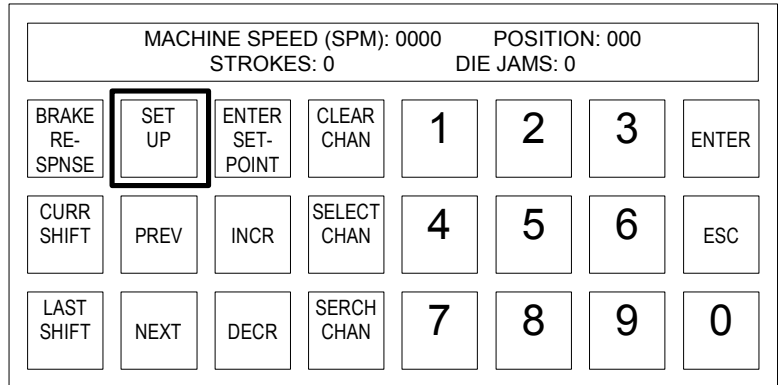 MACHINE SPEED (SPM): 0000 POSITION: 000
STROKES: 0 DIE JAMS: 0
BRAKE
RE-
SPNSE
SET
UP
ENTER
SET-
POINT
CLEAR
CHAN
1
2
3
ENTER
CURR
SHIFT
PREV
INCR
SELECT
CHAN
4
5
6
ESC
LAST
SHIFT
NEXT
DECR
SERCH
CHAN
7
8
9
0